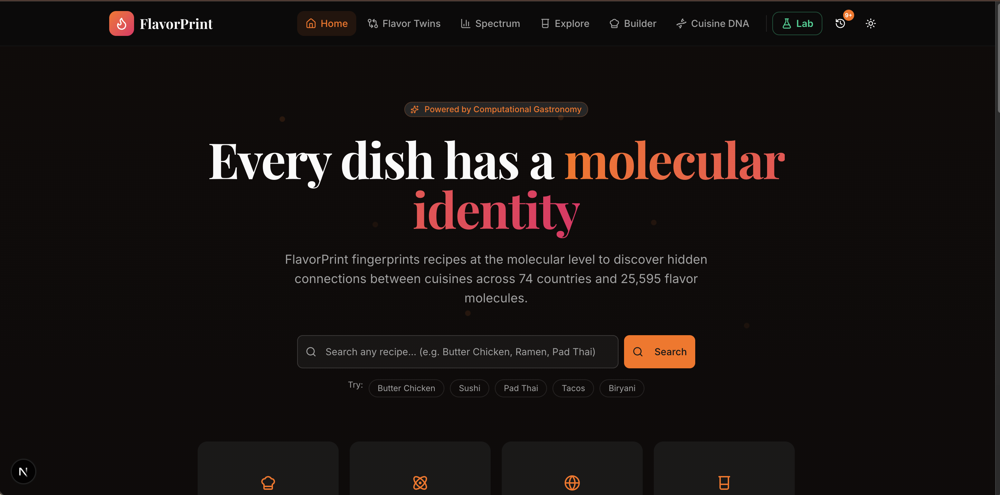 FlavorPrint
Home
Flavor Twins
Spectrum
Explore
Builder
Cuisine DNA
Lab
9+
Powered by Computational Gastronomy
Every dish has a molecular
identity
FlavorPrint fingerprints recipes at the molecular level to discover hidden
connections between cuisines across 74 countries and 25,595 flavor
molecules.
Search any recipe... (e.g. Butter Chicken, Ramen, Pad Thai)
Search
Try:
Butter Chicken
Sushi
Pad Thai
Tacos
Biryani
N